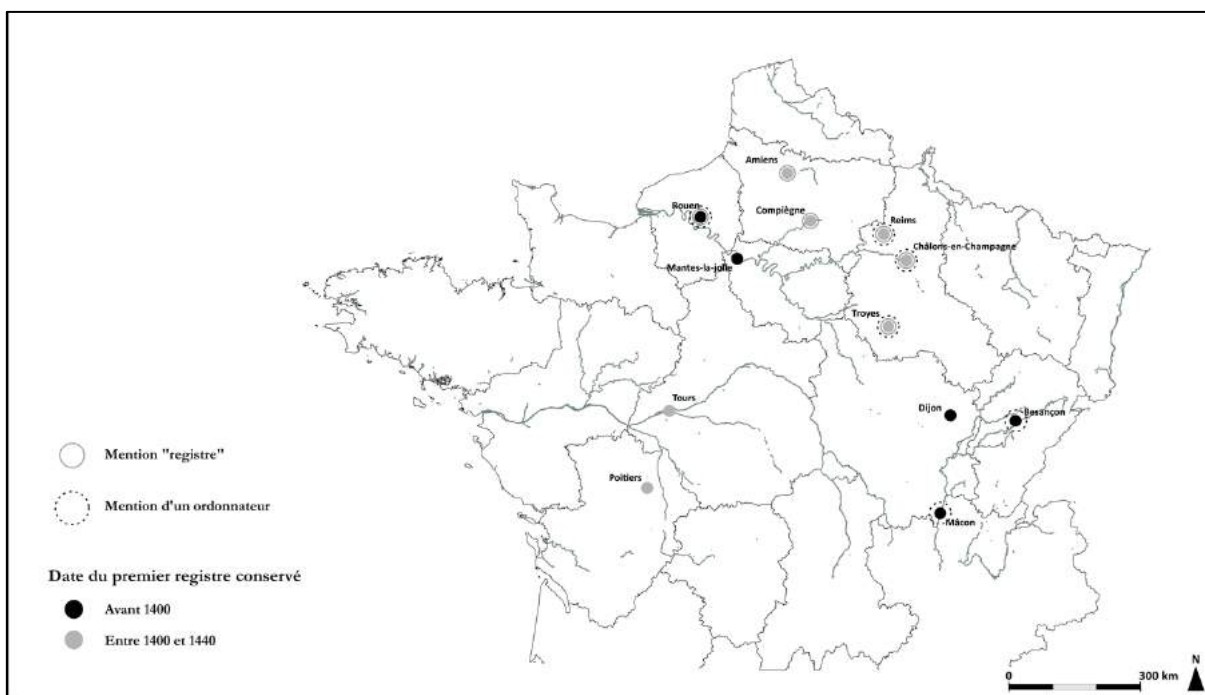 Amiens
Rouen
Compiègne
Reims
Châlons-en-Champagne
Mantes-la-jolie
Troyes
Tours
Dijon
Besançon
Mention "registre"
Mention d'un ordonnateur
Poitiers
Mâcon
Date du premier registre conservé
Avant 1400
Entre 1400 et 1440
0 300 km
N